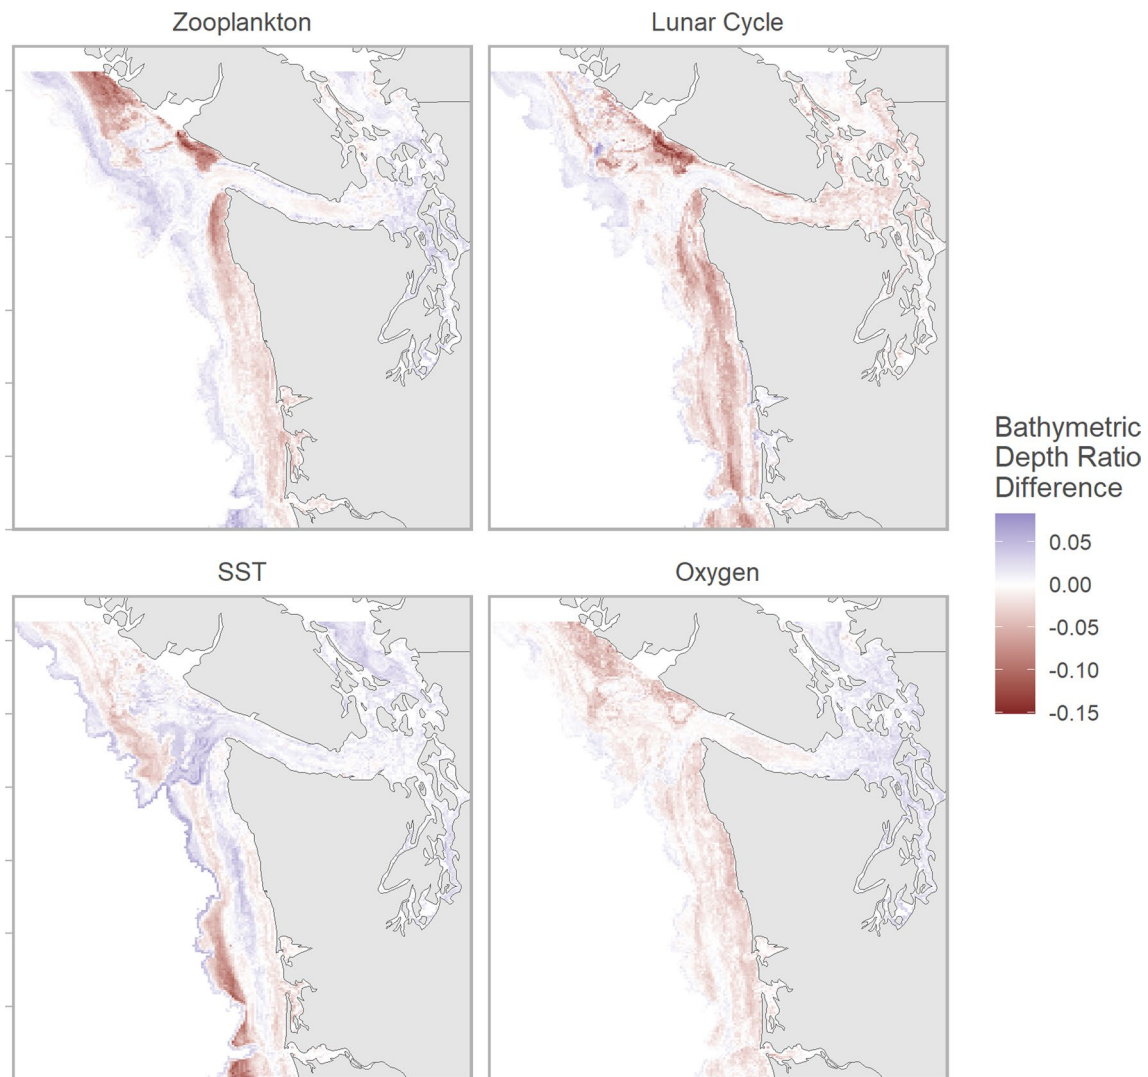 Zooplankton
Lunar Cycle
SST
Oxygen
Bathymetric
Depth Ratio
Difference
0.05
0.00
-0.05
-0.10
-0.15